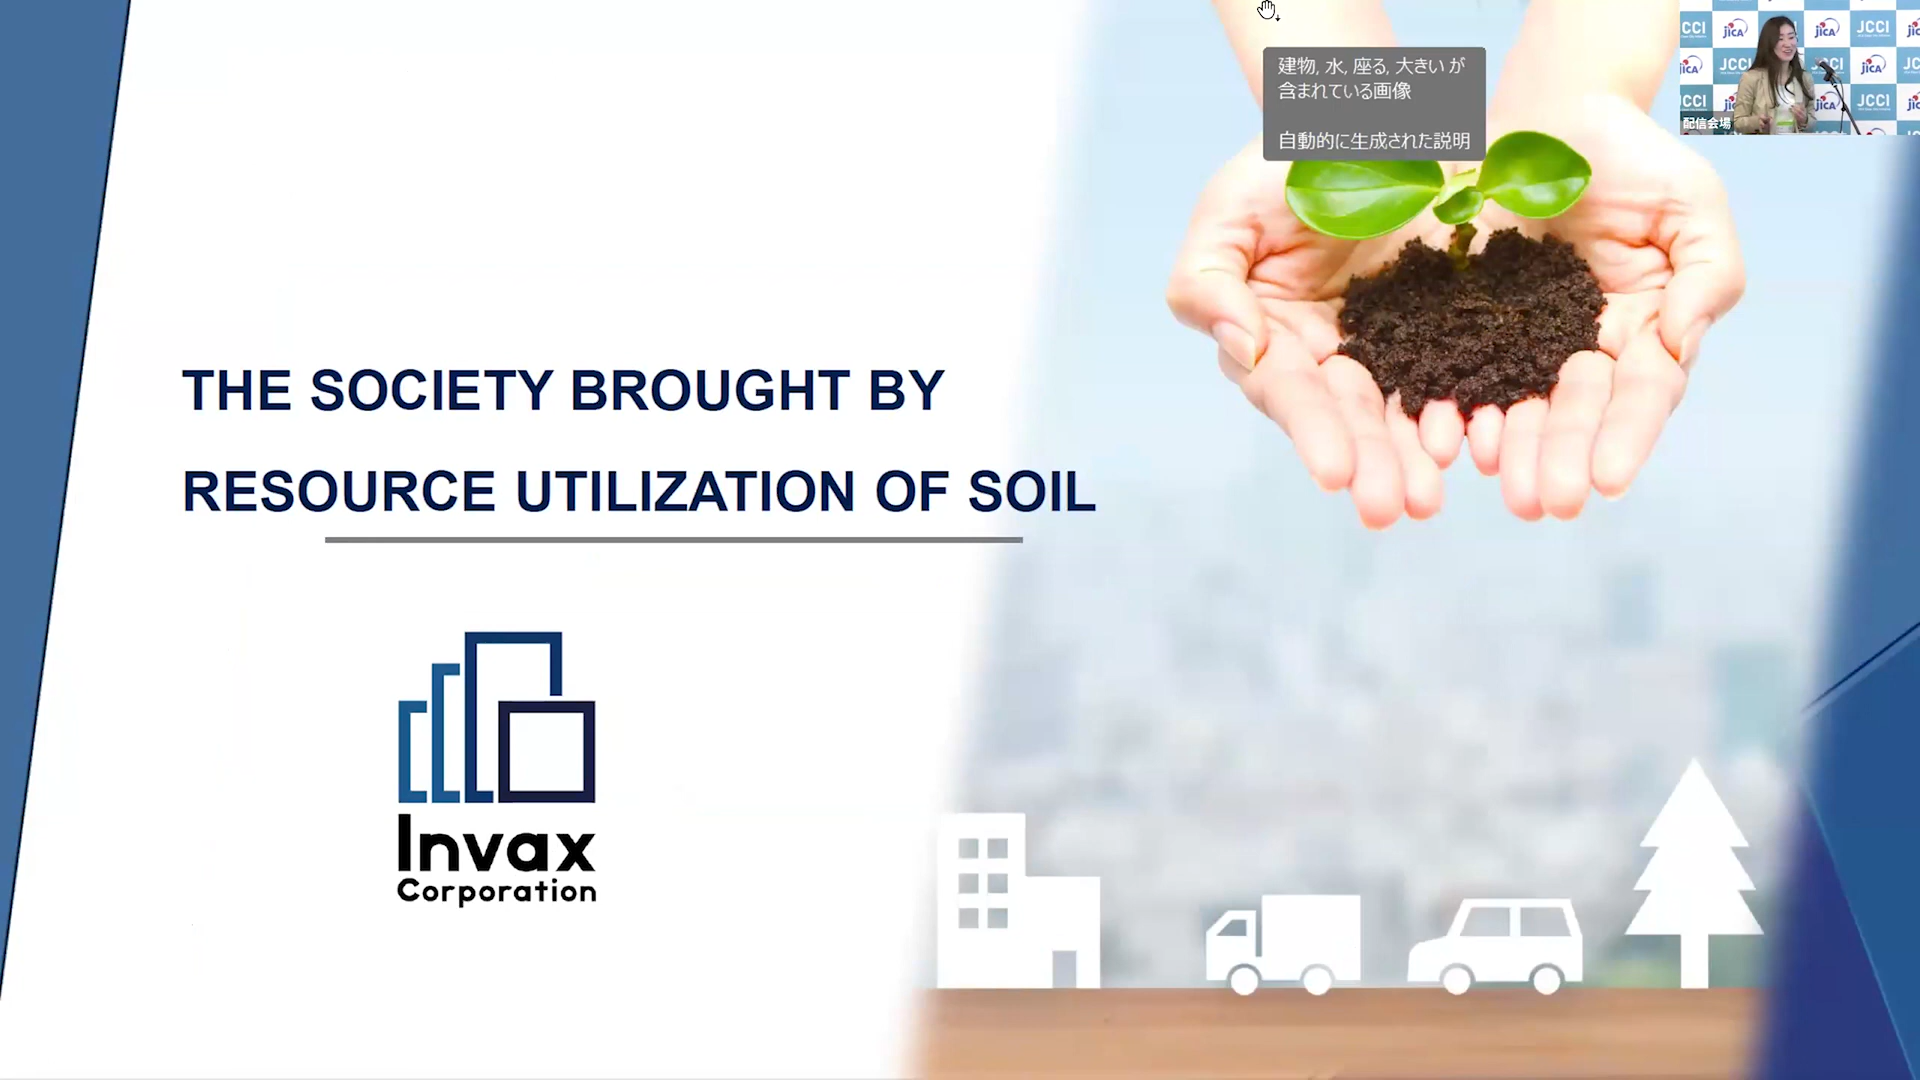 THE SOCIETY BROUGHT BY
RESOURCE UTILIZATION OF SOIL
Invax
Corporation
建物, 水, 座る, 大きい が
含まれている画像
自動的に生成された説明
JCCI
JICA
配信会場